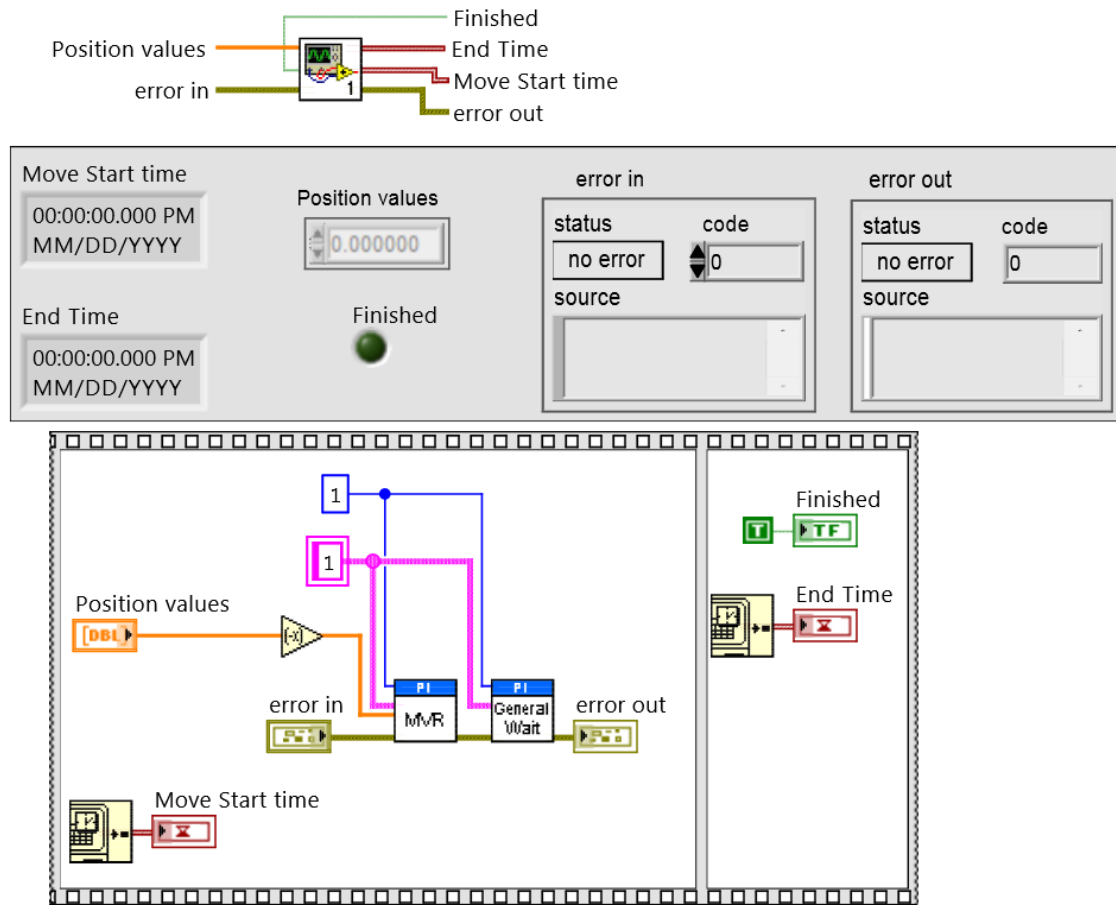 Finished
Position values
End Time
Move Start time
error in
1
error out
Move Start time
00:00:00.000 PM
MM/DD/YYYY
End Time
00:00:00.000 PM
MM/DD/YYYY
Position values
0.000000
Finished
error in
status
code
no error
0
source
error out
status
code
no error
0
source
1
1
Position values
[DBL]
(-X)
error in
PI
MVR
PI
General
Wait
error out
Move Start time
Finished
T
TF
End Time